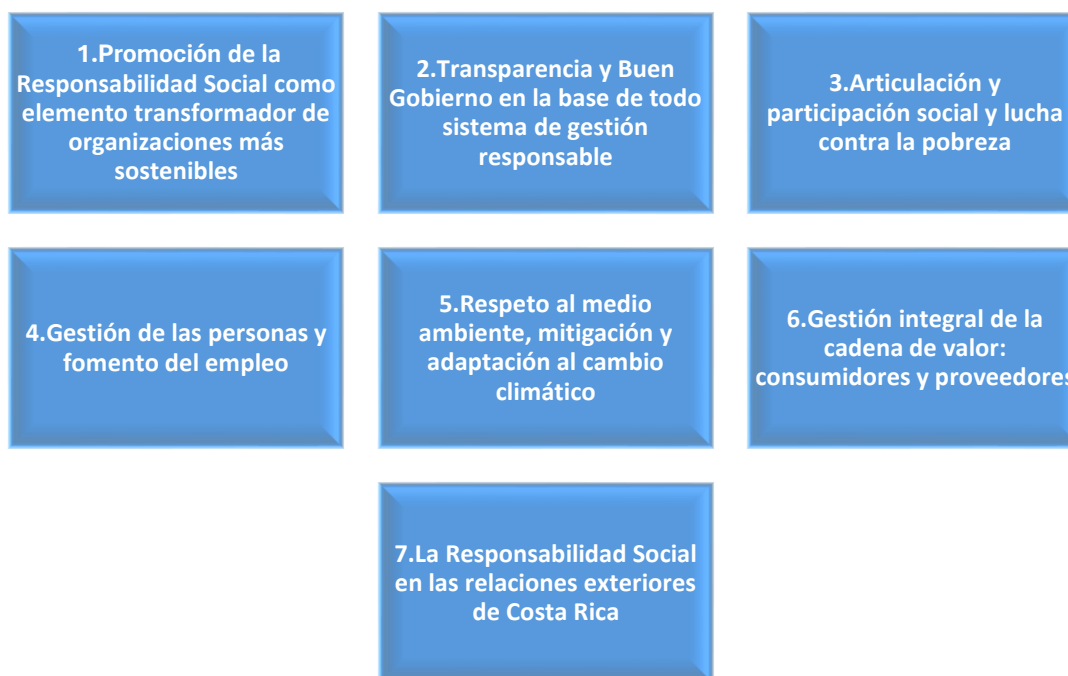 1.Promoción de la
Responsabilidad Social como
elemento transformador de
organizaciones más
sostenibles
2.Transparencia y Buen
Gobierno en la base de todo
sistema de gestión
responsable
3.Articulación y
participación social y lucha
contra la pobreza
4.Gestión de las personas y
fomento del empleo
5.Respeto al medio
ambiente, mitigación y
adaptación al cambio
climático
6.Gestión integral de la
cadena de valor:
consumidores y proveedores
7.La Responsabilidad Social
en las relaciones exteriores
de Costa Rica